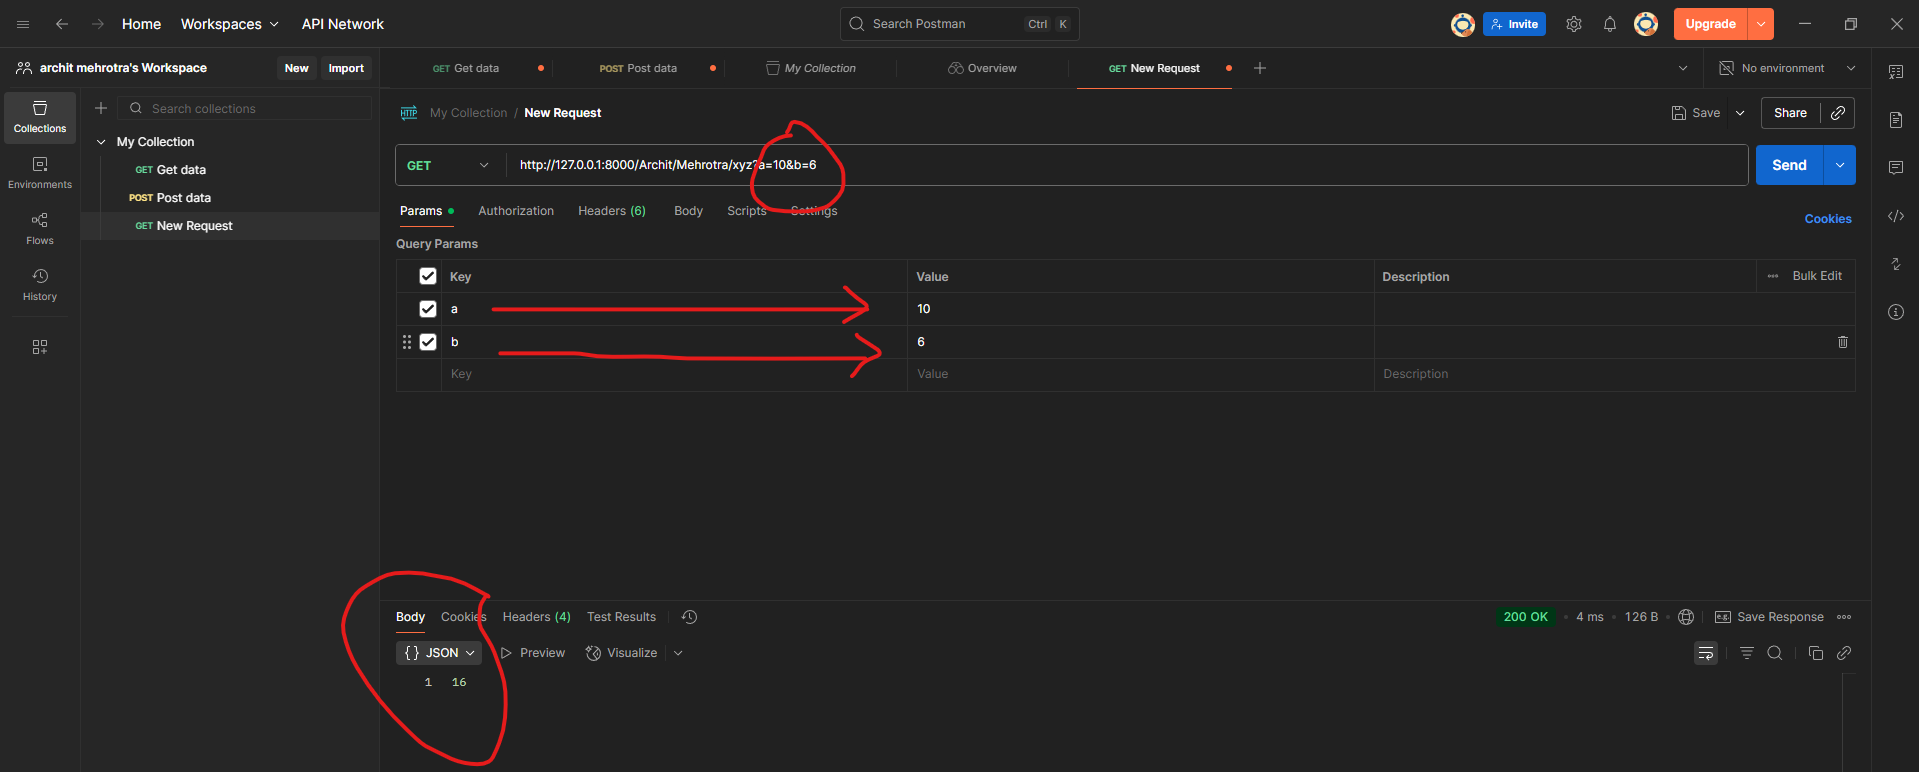 Home Workspaces API Network Search Postman Ctrl K Invite Upgrade
archit mehrotra's Workspace New Import
GET Get data POST Post data My Collection Overview GET New Request No environment
Collections
Environments
Flows
History
Search collections
My Collection
GET Get data
POST Post data
GET New Request
HTTP My Collection / New Request Save Share
GET http://127.0.0.1:8000/Archit/Mehrotra/xyz?a=10&b=6 Send
Params Authorization Headers (6) Body Scripts Settings Cookies
Query Params
Key Value Description Bulk Edit
a 10
b 6
Key Value Description
Body Cookies Headers (4) Test Results 200 OK 4 ms 126 B e.g. Save Response
{} JSON Preview Visualize
1 16